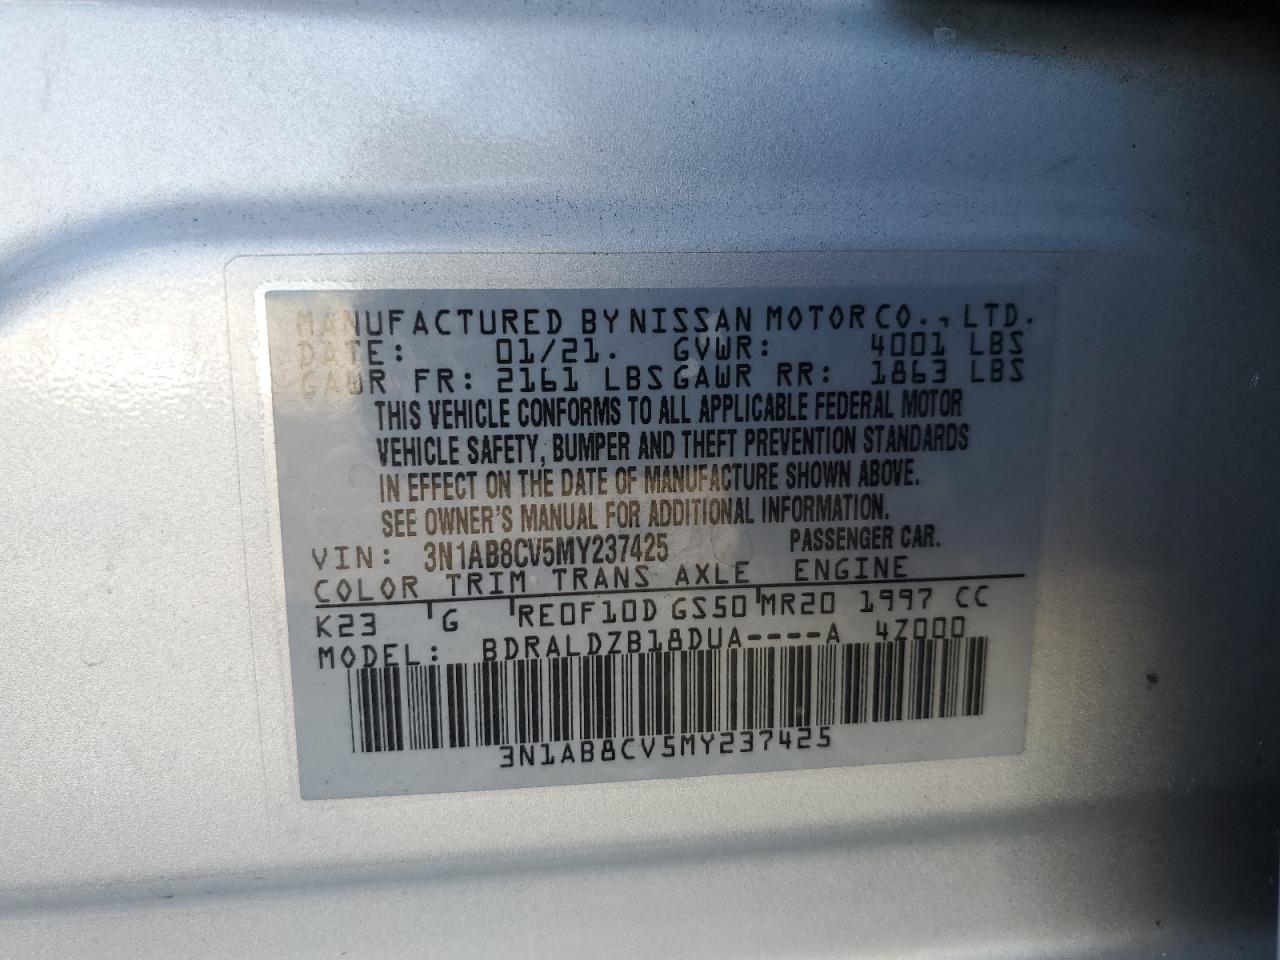 MANUFACTURED BY NISSAN MOTOR CO., LTD.
DATE: 01/21. GVWR: 4001 LBS
GAWR FR: 2161 LBS GAWR RR: 1863 LBS
THIS VEHICLE CONFORMS TO ALL APPLICABLE FEDERAL MOTOR
VEHICLE SAFETY, BUMPER AND THEFT PREVENTION STANDARDS
IN EFFECT ON THE DATE OF MANUFACTURE SHOWN ABOVE.
SEE OWNER'S MANUAL FOR ADDITIONAL INFORMATION.
VIN: 3N1AB8CV5MY237425 PASSENGER CAR.
COLOR TRIM TRANS AXLE ENGINE
K23 G RE0F10D GS50 MR20 1997 CC
MODEL: BDRALDZB18DUA----A 4Z000
3N1AB8CV5MY237425